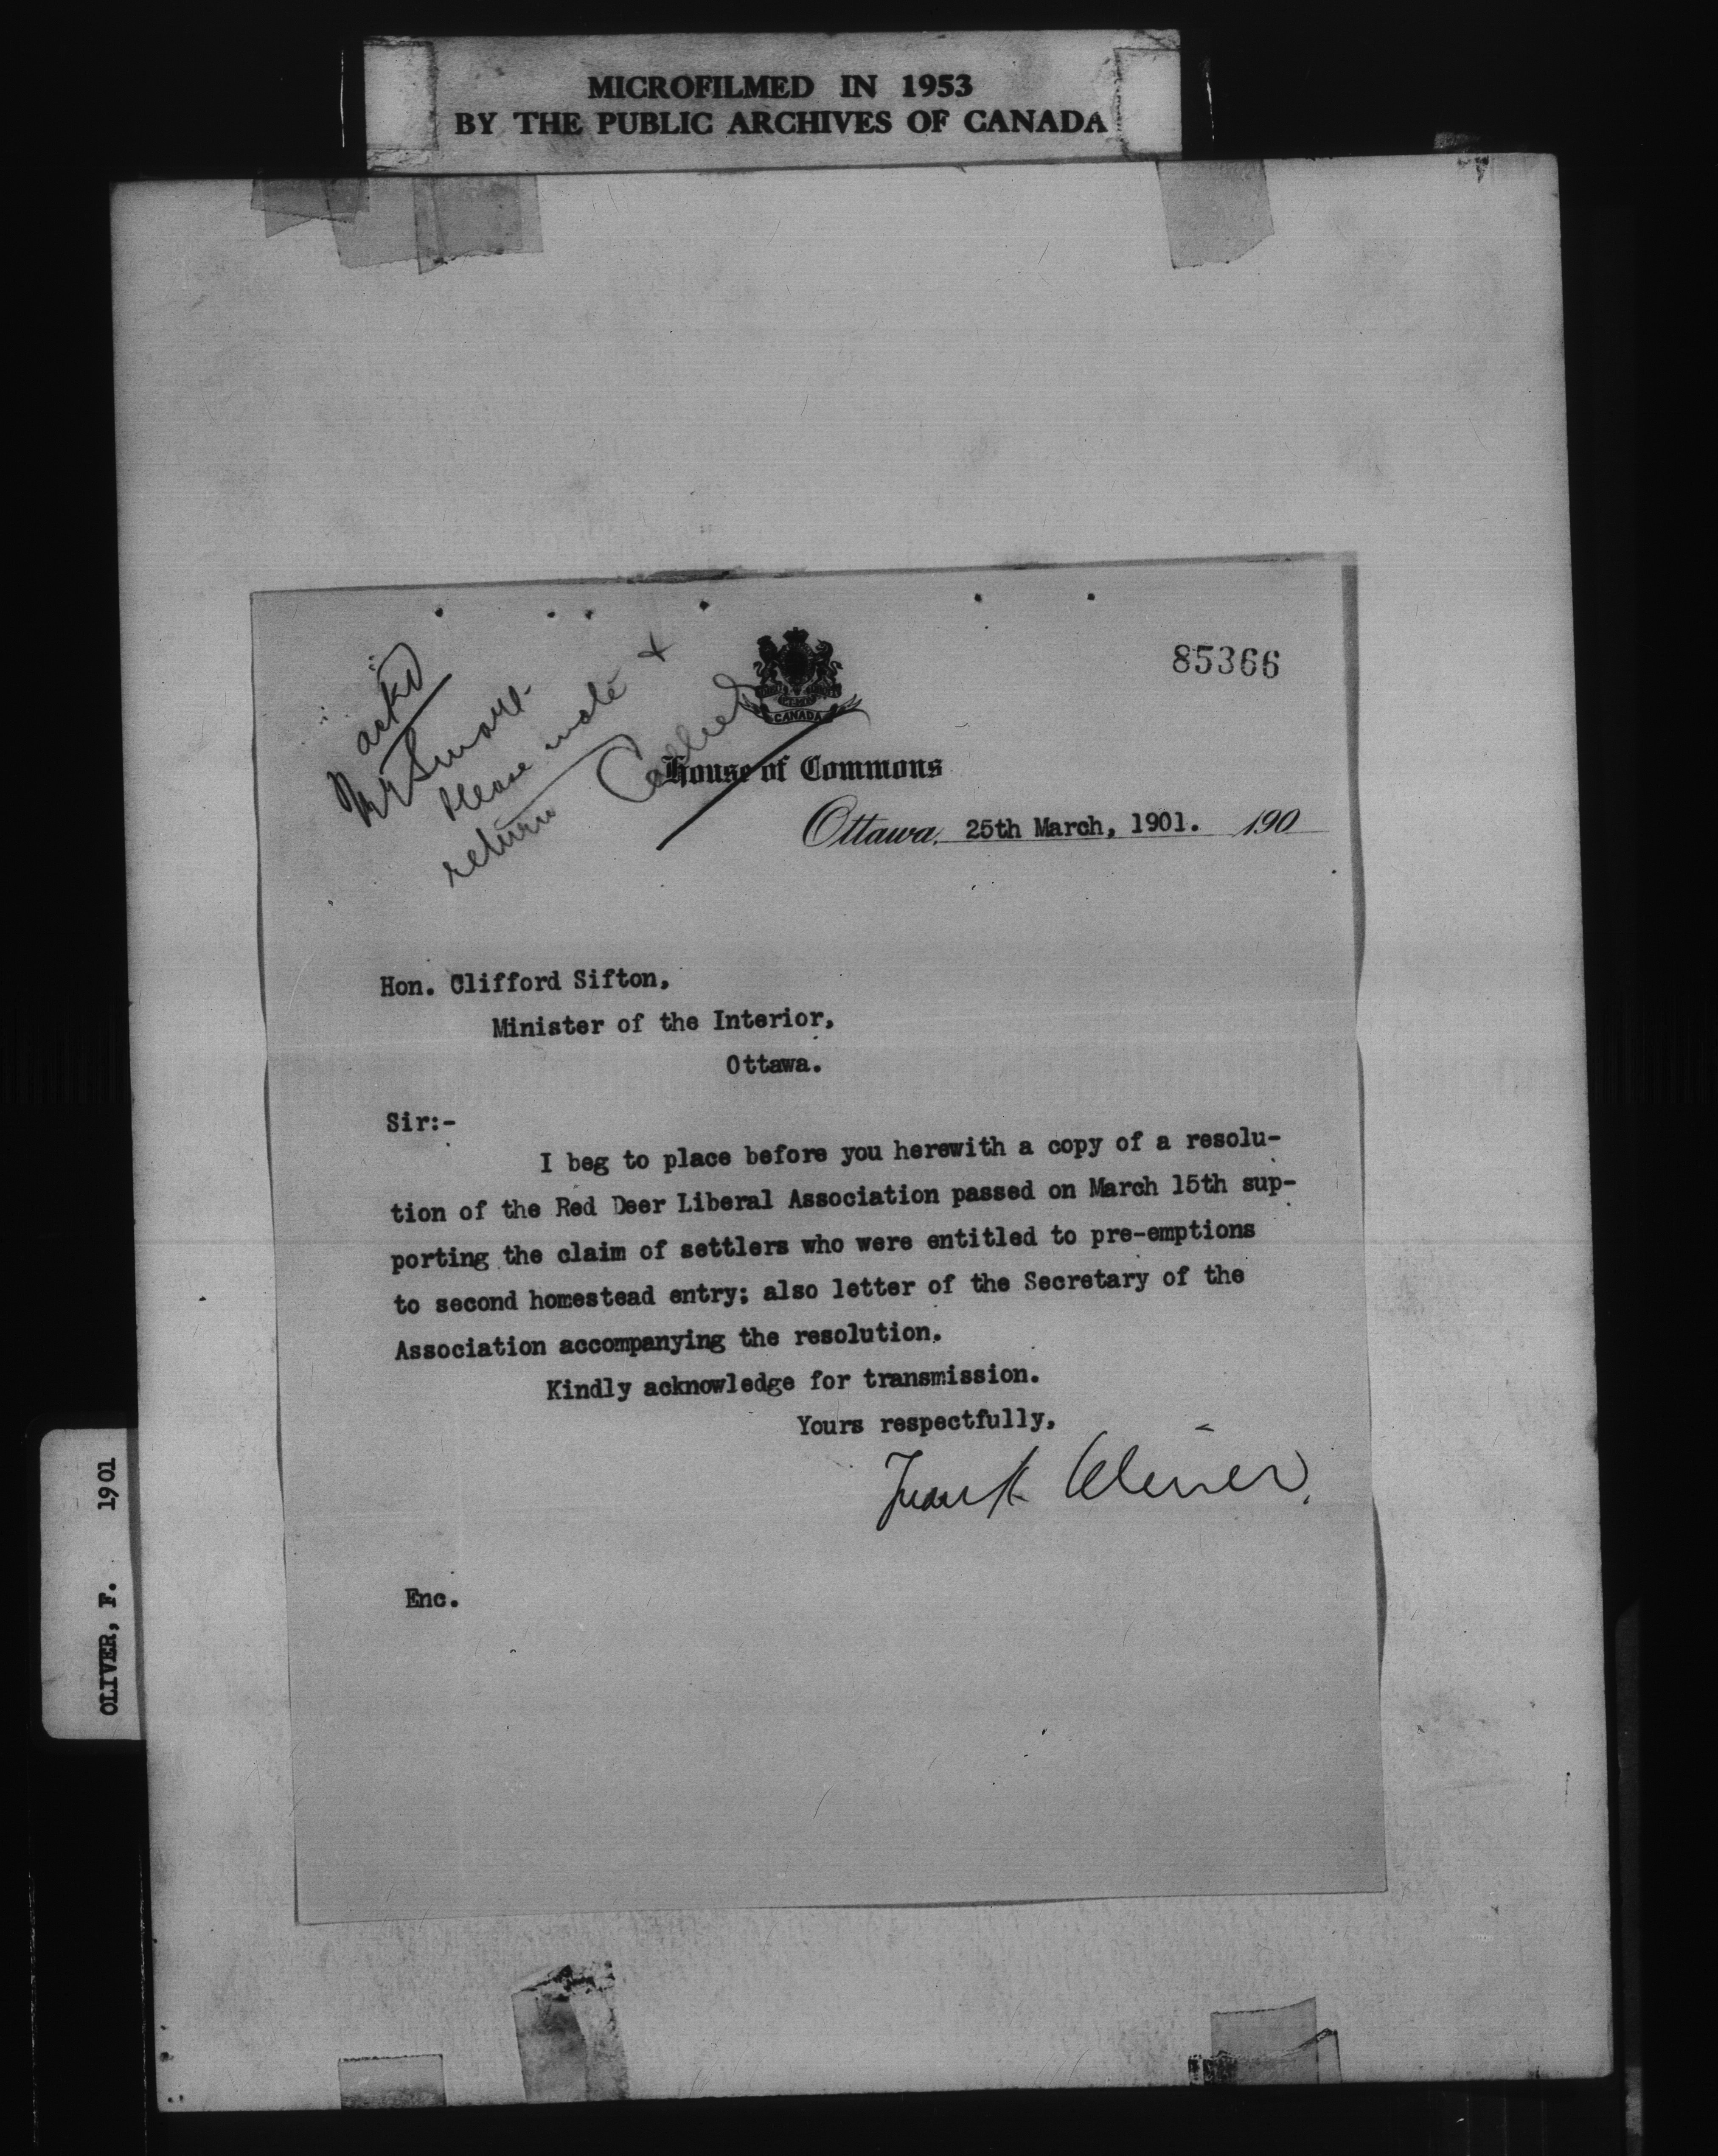 MICROFILMED IN 1953
BY THE PUBLIC ARCHIVES OF CANADA
85366
ackd
Mr Smart
Please note &
return
CANADA
House of Commons
Ottawa, 25th March, 1901. 190
Hon. Clifford Sifton,
Minister of the Interior,
Ottawa.
Sir:-
I beg to place before you herewith a copy of a resolu-
tion of the Red Deer Liberal Association passed on March 15th sup-
porting the claim of settlers who were entitled to pre-emptions
to second homestead entry; also letter of the Secretary of the
Association accompanying the resolution.
Kindly acknowledge for transmission.
Yours respectfully,
Frank Oliver
Enc.
OLIVER, F. 1901